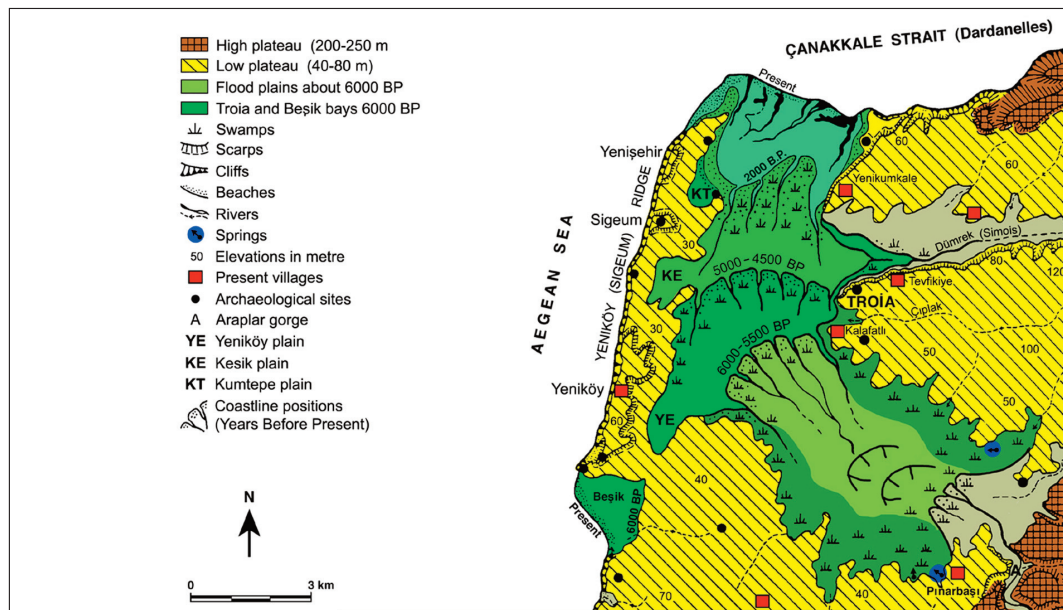 High plateau (200-250 m
Low plateau (40-80 m)
Flood plains about 6000 BP
Troia and Beşik bays 6000 BP
Swamps
Scarps
Cliffs
Beaches
Rivers
Springs
50 Elevations in metre
Present villages
Archaeological sites
A Araplar gorge
YE Yeniköy plain
KE Kesik plain
KT Kumtepe plain
Coastline positions
(Years Before Present)
N
0 3 km
ÇANAKKALE STRAIT (Dardanelles)
Present
60
60
Yenişehir
2000 B.P.
Yenikumkale
KT
RIDGE
Sigeum
30
Dümrek (Simois)
AEGEAN SEA
YENIKÖY (SIGEUM)
KE
5000-4500 BP
80
120
Tevfikiye
TROİA
Çıplak
30
Kalafatlı
6000-5500 BP
50
100
Yeniköy
50
YE
60
40
Beşik
6000 BP
Present
A
Pınarbaşı
70
40